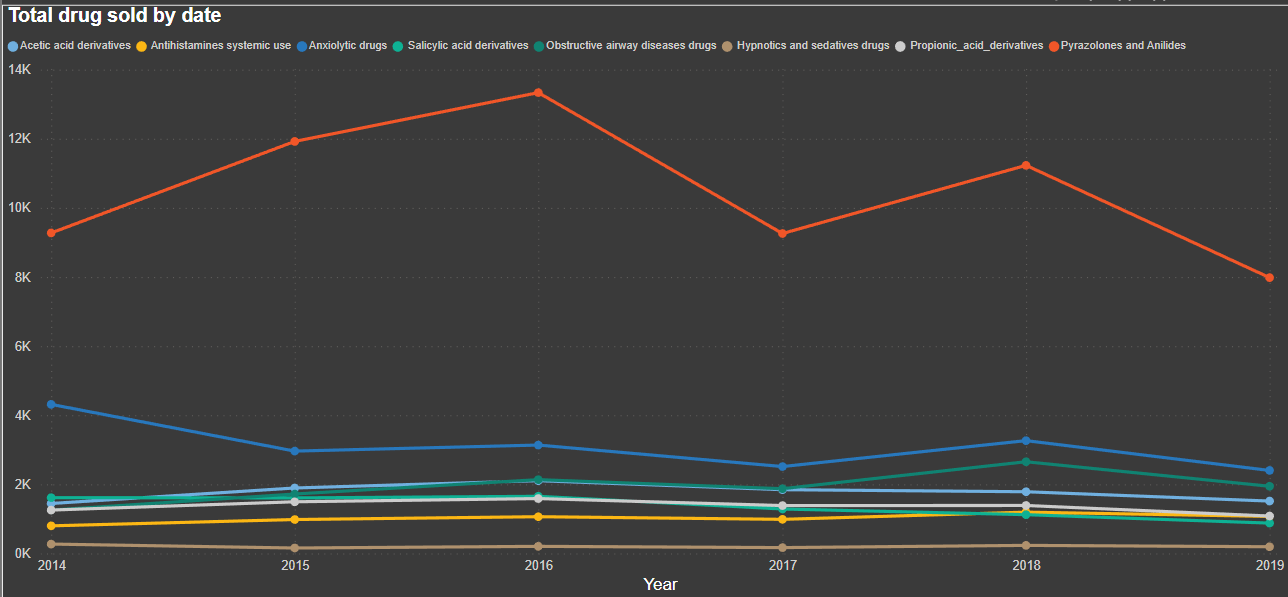 Total drug sold by date
Acetic acid derivatives Antihistamines systemic use Anxiolytic drugs Salicylic acid derivatives Obstructive airway diseases drugs Hypnotics and sedatives drugs Propionic_acid_derivatives Pyrazolones and Anilides
14K
12K
10K
8K
6K
4K
2K
0K
2014 2015 2016 2017 2018 2019
Year